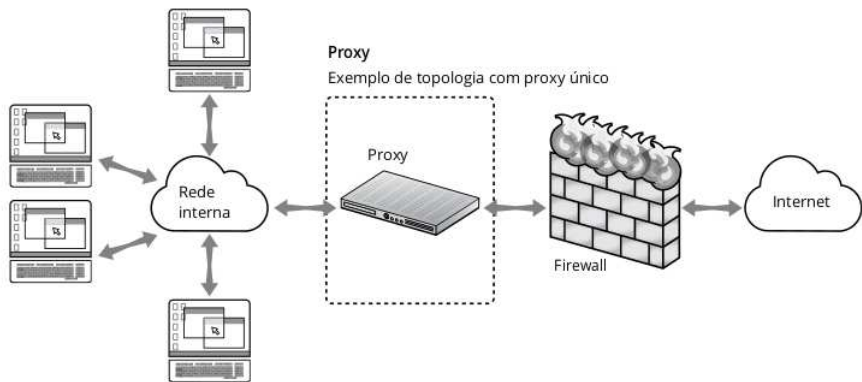 Proxy
Exemplo de topologia com proxy único
Proxy
Rede
interna
Internet
Firewall